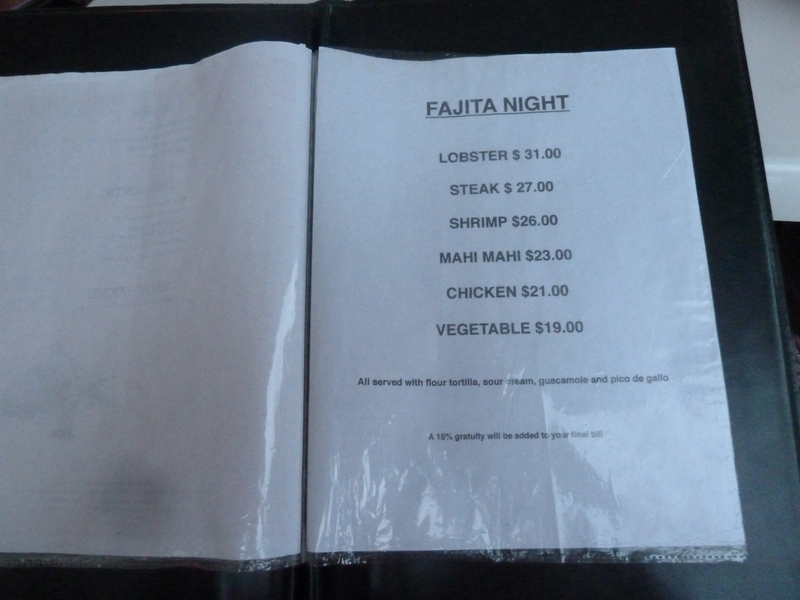 FAJITA NIGHT
LOBSTER $ 31.00
STEAK $ 27.00
SHRIMP $26.00
MAHI MAHI $23.00
CHICKEN $21.00
VEGETABLE $19.00
All served with flour tortilla, sour cream, guacamole and pico de gallo
A 15% gratuity will be added to your final bill